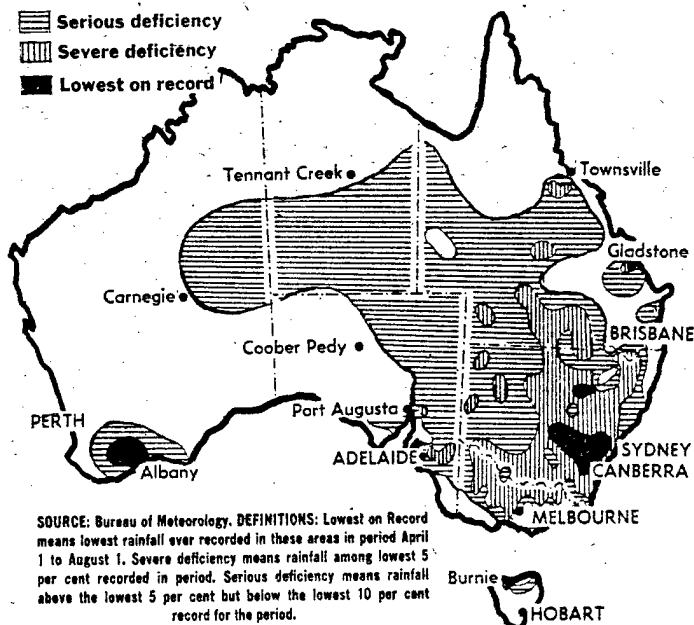 Serious deficiency
Severe deficiency
Lowest on record
Tennant Creek
Townsville
Gladstone
Carnegie
BRISBANE
Coober Pedy
Port Augusta
PERTH
ADELAIDE
SYDNEY
CANBERRA
Albany
MELBOURNE
SOURCE: Bureau of Meteorology. DEFINITIONS: Lowest on Record
means lowest rainfall ever recorded in these areas in period April
1 to August 1. Severe deficiency means rainfall among lowest 5
per cent recorded in period. Serious deficiency means rainfall
above the lowest 5 per cent but below the lowest 10 per cent
record for the period.
Burnie
HOBART